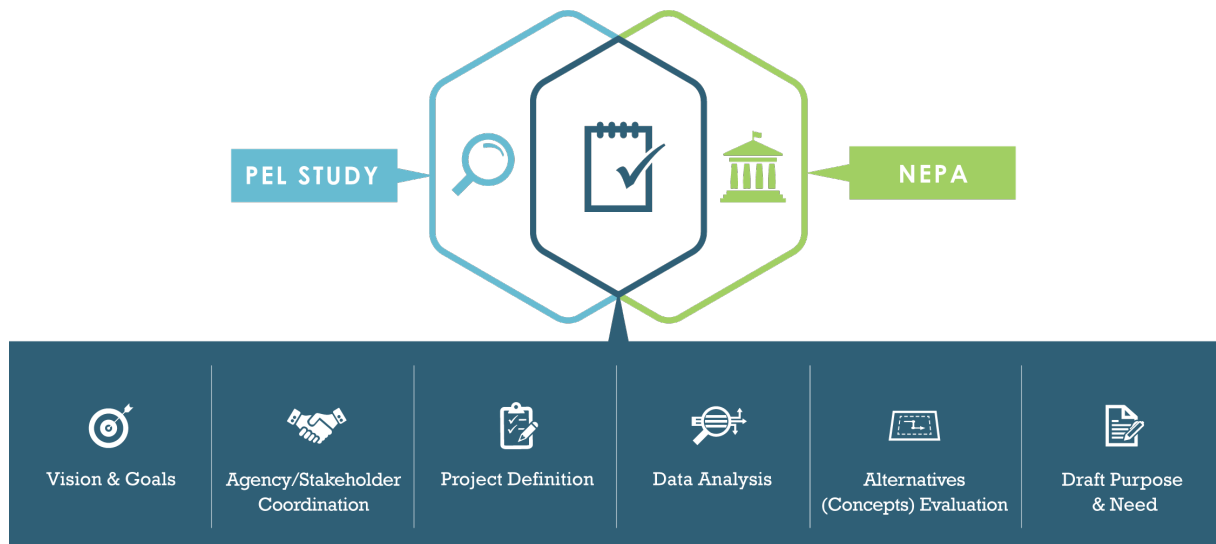 PEL STUDY
NEPA
Vision & Goals
Agency/Stakeholder
Coordination
Project Definition
Data Analysis
Alternatives
(Concepts) Evaluation
Draft Purpose
& Need